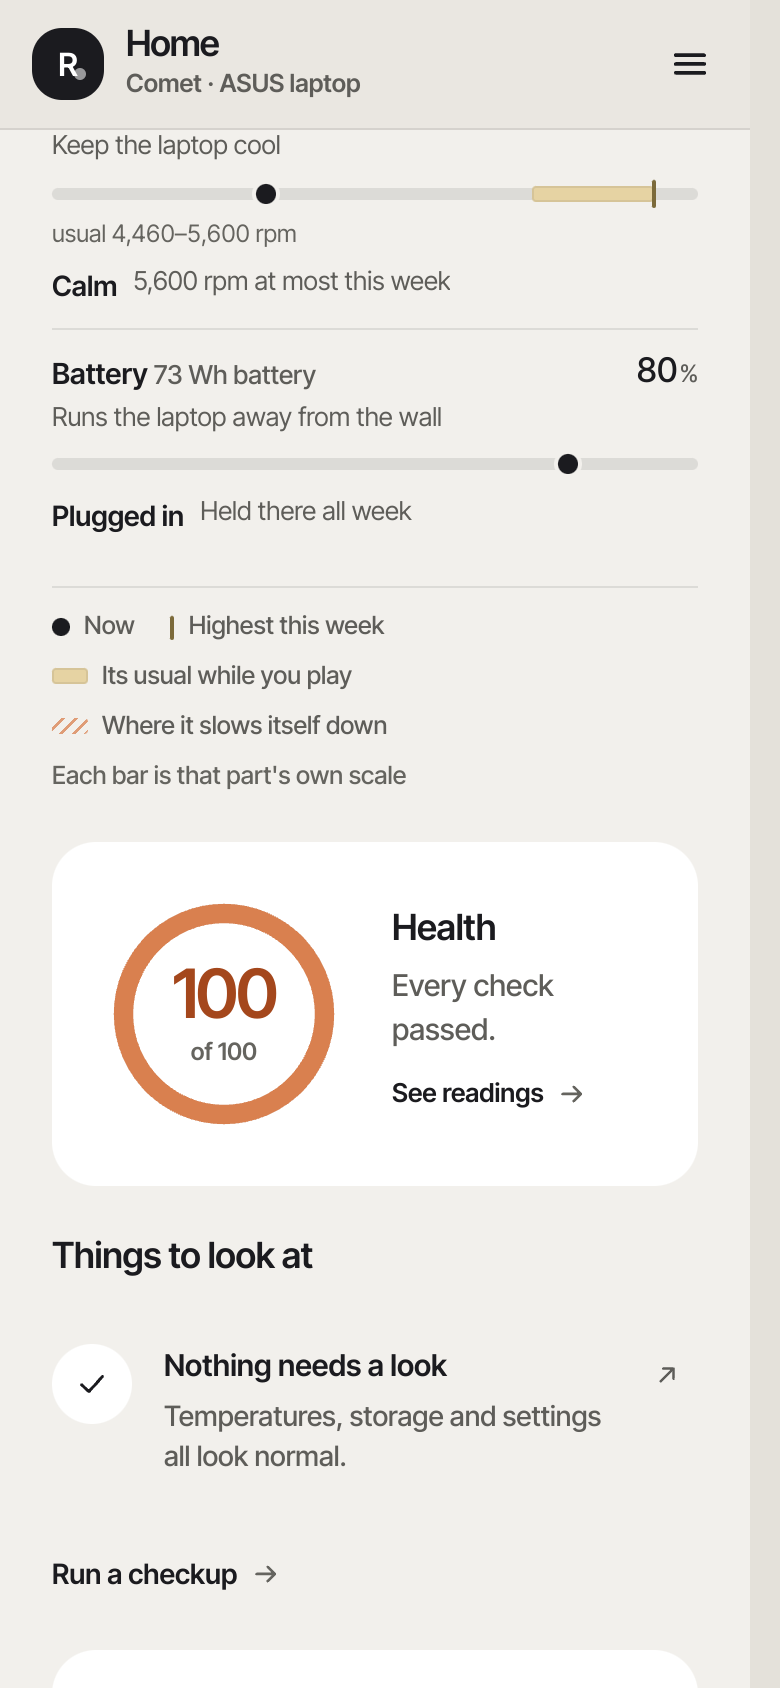 R
Home
Comet · ASUS laptop
Keep the laptop cool
usual 4,460–5,600 rpm
Calm 5,600 rpm at most this week
Battery 73 Wh battery 80%
Runs the laptop away from the wall
Plugged in Held there all week
Now Highest this week
Its usual while you play
Where it slows itself down
Each bar is that part's own scale
100
of 100
Health
Every check
passed.
See readings →
Things to look at
Nothing needs a look
Temperatures, storage and settings
all look normal.
Run a checkup →